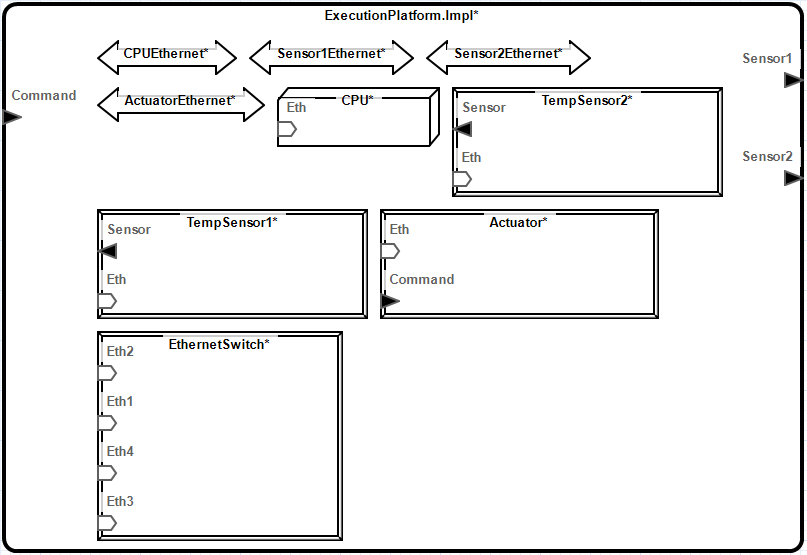 ExecutionPlatform.Impl*
CPUEthernet*
Sensor1Ethernet*
Sensor2Ethernet*
Sensor1
Command
ActuatorEthernet*
CPU*
Eth
TempSensor2*
Sensor
Eth
Sensor2
TempSensor1*
Sensor
Eth
Actuator*
Eth
Command
EthernetSwitch*
Eth2
Eth1
Eth4
Eth3